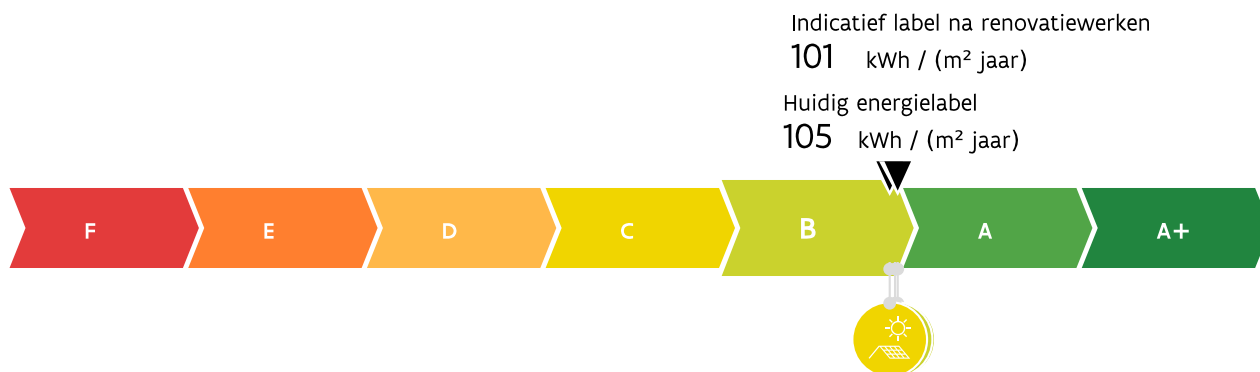 Indicatief label na renovatiewerken
101 kWh / (m² jaar)
Huidig energielabel
105 kWh / (m² jaar)
F E D C B A A+